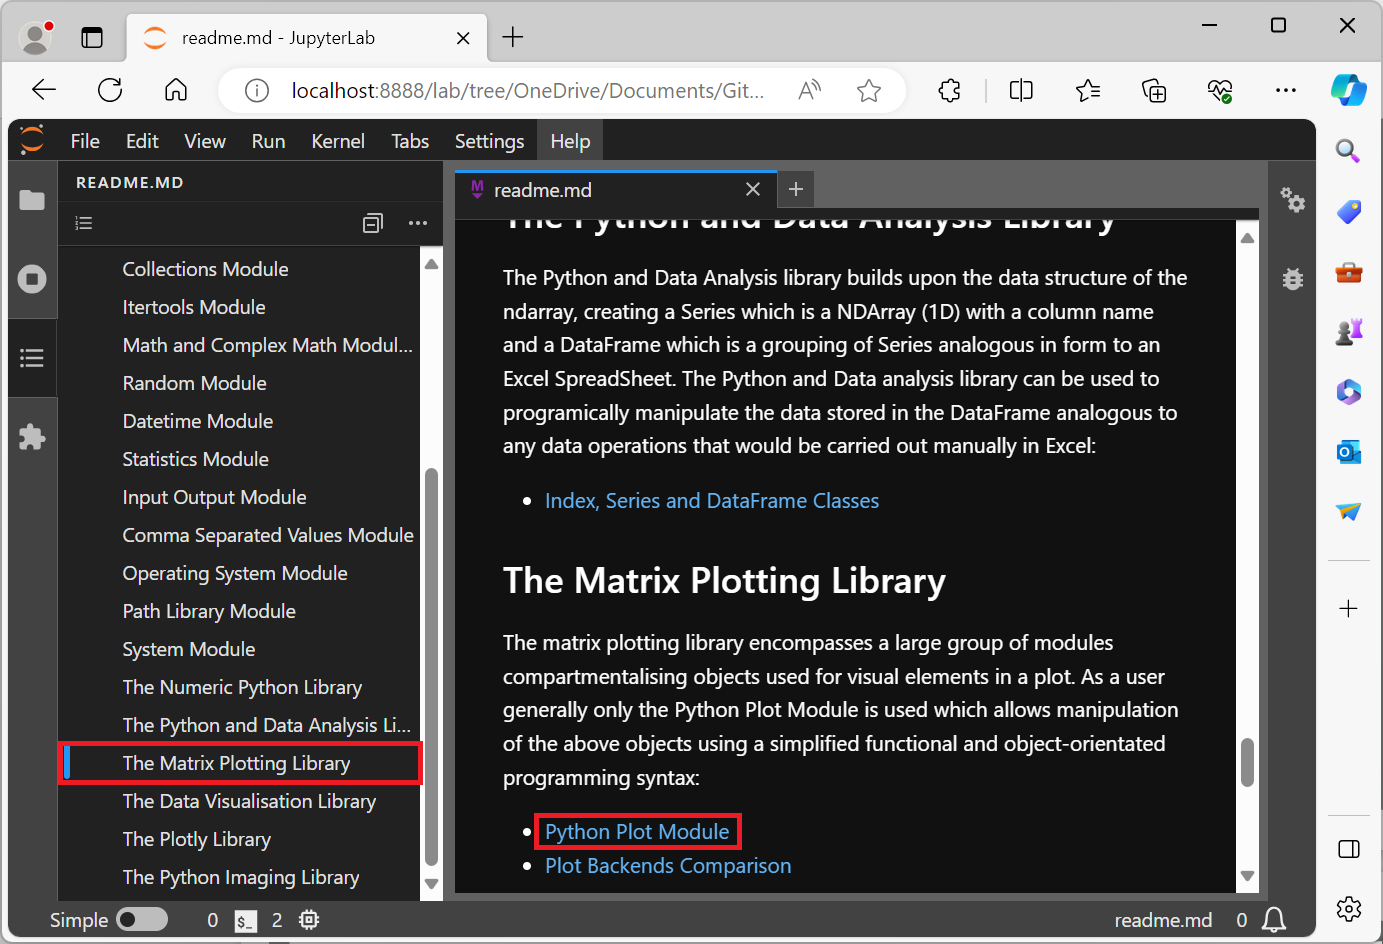 readme.md - JupyterLab
localhost:8888/lab/tree/OneDrive/Documents/Git...
File Edit View Run Kernel Tabs Settings Help
README.MD
Collections Module
Itertools Module
Math and Complex Math Modul...
Random Module
Datetime Module
Statistics Module
Input Output Module
Comma Separated Values Module
Operating System Module
Path Library Module
System Module
The Numeric Python Library
The Python and Data Analysis Li...
The Matrix Plotting Library
The Data Visualisation Library
The Plotly Library
The Python Imaging Library
readme.md
The Python and Data Analysis Library
The Python and Data Analysis library builds upon the data structure of the
ndarray, creating a Series which is a NDArray (1D) with a column name
and a DataFrame which is a grouping of Series analogous in form to an
Excel SpreadSheet. The Python and Data analysis library can be used to
programically manipulate the data stored in the DataFrame analogous to
any data operations that would be carried out manually in Excel:
Index, Series and DataFrame Classes
The Matrix Plotting Library
The matrix plotting library encompasses a large group of modules
compartmentalising objects used for visual elements in a plot. As a user
generally only the Python Plot Module is used which allows manipulation
of the above objects using a simplified functional and object-orientated
programming syntax:
Python Plot Module
Plot Backends Comparison
Simple 0 $_ 2 readme.md 0